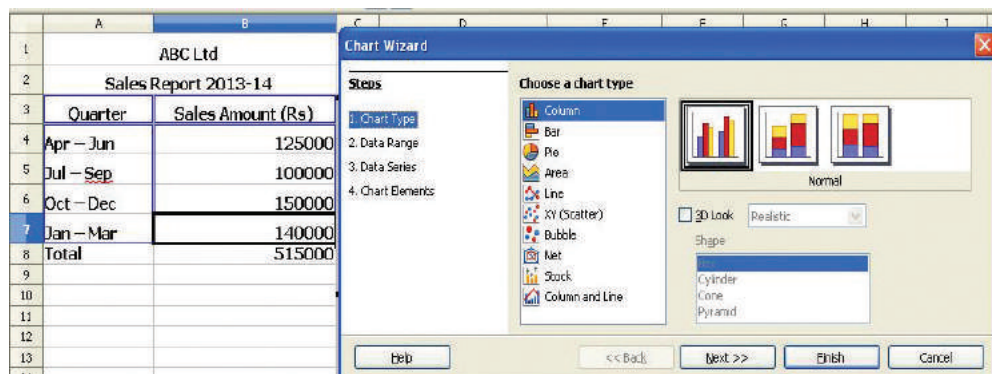 A B C D E F G H I
1 ABC Ltd
2 Sales Report 2013-14
3 Quarter Sales Amount (Rs)
4 Apr – Jun 125000
5 Jul – Sep 100000
6 Oct – Dec 150000
7 Jan – Mar 140000
8 Total 515000
9
10
11
12
13
Chart Wizard
Steps
1. Chart Type
2. Data Range
3. Data Series
4. Chart Elements
Choose a chart type
Column
Bar
Pie
Area
Line
XY (Scatter)
Bubble
Net
Stock
Column and Line
Normal
3D Look Realistic
Shape
Cylinder
Cone
Pyramid
Help << Back Next >> Finish Cancel